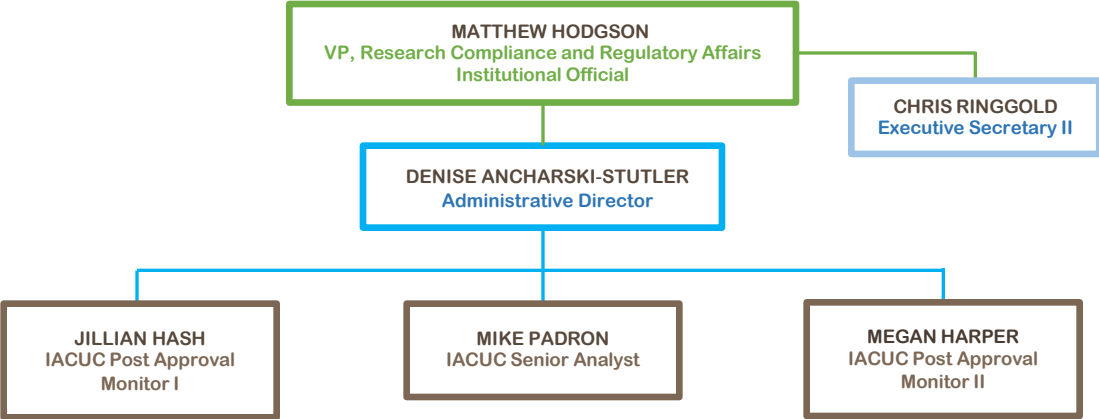 MATTHEW HODGSON
VP, Research Compliance and Regulatory Affairs
Institutional Official
CHRIS RINGGOLD
Executive Secretary II
DENISE ANCHARSKI-STUTLER
Administrative Director
JILLIAN HASH
IACUC Post Approval
Monitor I
MIKE PADRON
IACUC Senior Analyst
MEGAN HARPER
IACUC Post Approval
Monitor II